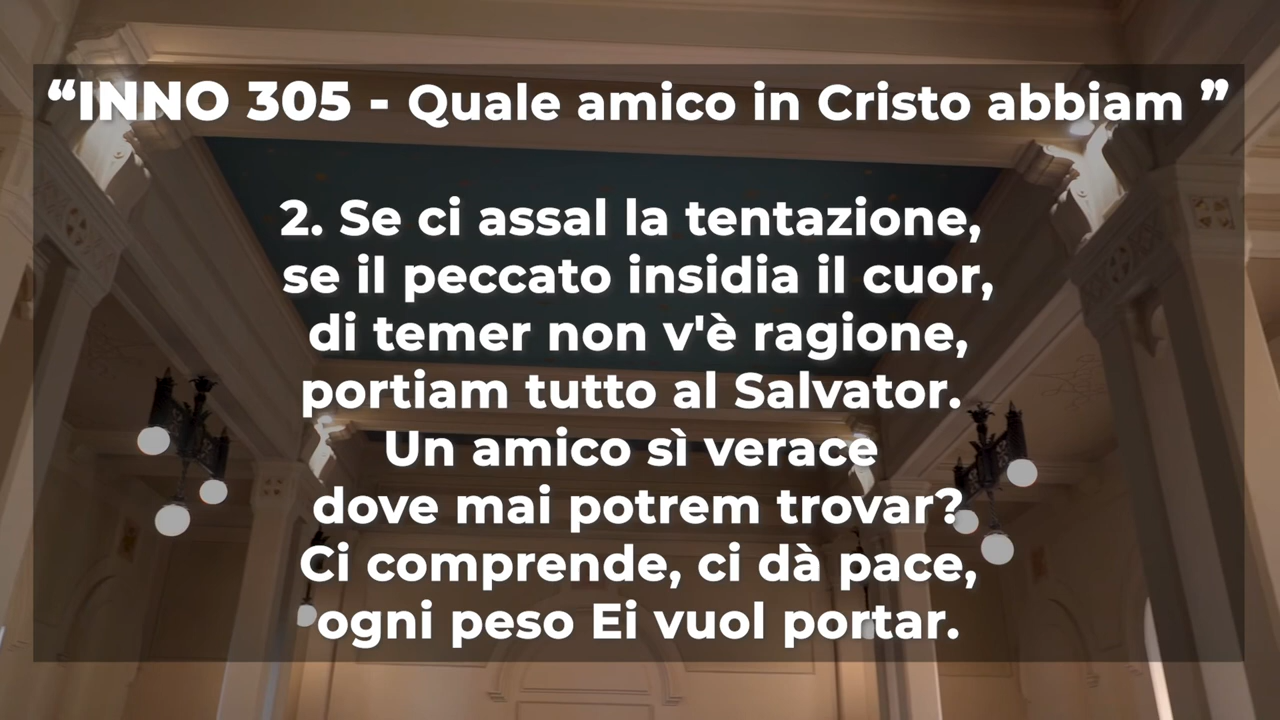 “INNO 305 - Quale amico in Cristo abbiam ”
2. Se ci assal la tentazione,
se il peccato insidia il cuor,
di temer non v'è ragione,
portiam tutto al Salvator.
Un amico sì verace
dove mai potrem trovar?
Ci comprende, ci dà pace,
ogni peso Ei vuol portar.